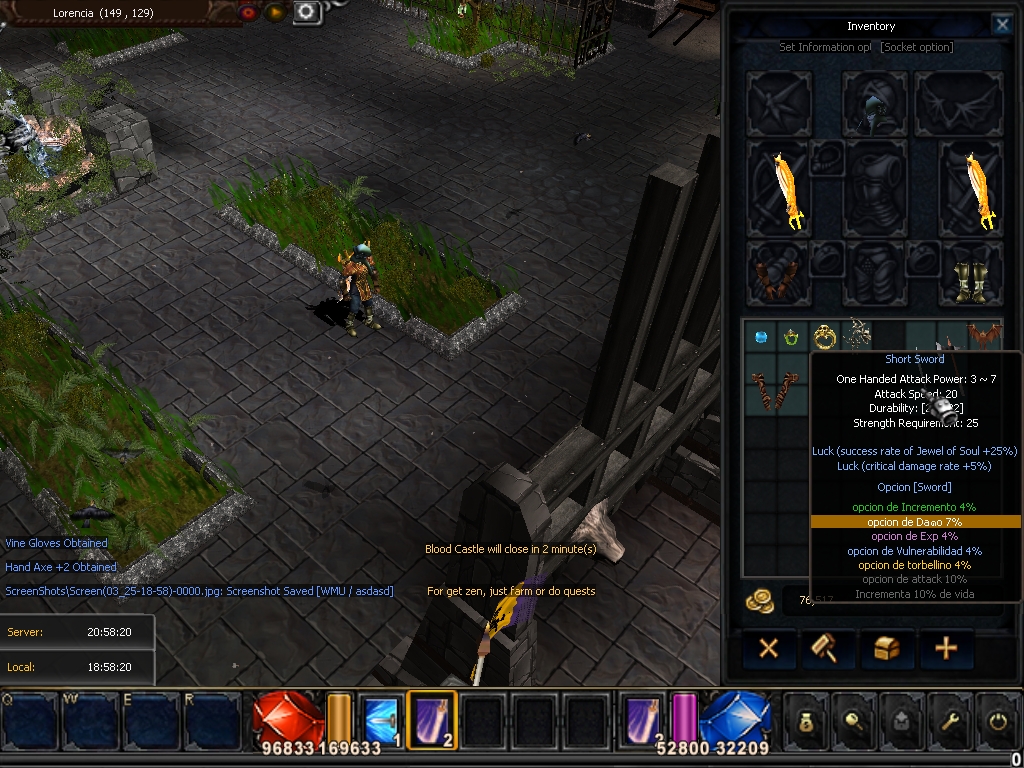 Lorencia (149 , 129)
Inventory
Set Information op [Socket option]
Short Sword
One Handed Attack Power: 3 ~ 7
Attack Speed: 20
Durability:
Strength Requirement: 25
Luck (success rate of Jewel of Soul +25%)
Luck (critical damage rate +5%)
Opcion [Sword]
opcion de Incremento 4%
opcion de Dano 7%
opcion de Exp 4%
opcion de Vulnerabilidad 4%
opcion de torbellino 4%
opcion de attack 10%
Incrementa 10% de vida
76,517
Vine Gloves Obtained
Hand Axe +2 Obtained
ScreenShots\Screen(03_25-18-58)-0000.jpg: Screenshot Saved [WMU / asdasd]
Blood Castle will close in 2 minute(s)
For get zen, just farm or do quests
Server: 20:58:20
Local: 18:58:20
Q W E R
1 2 2
96833 169633 52800 32209
0